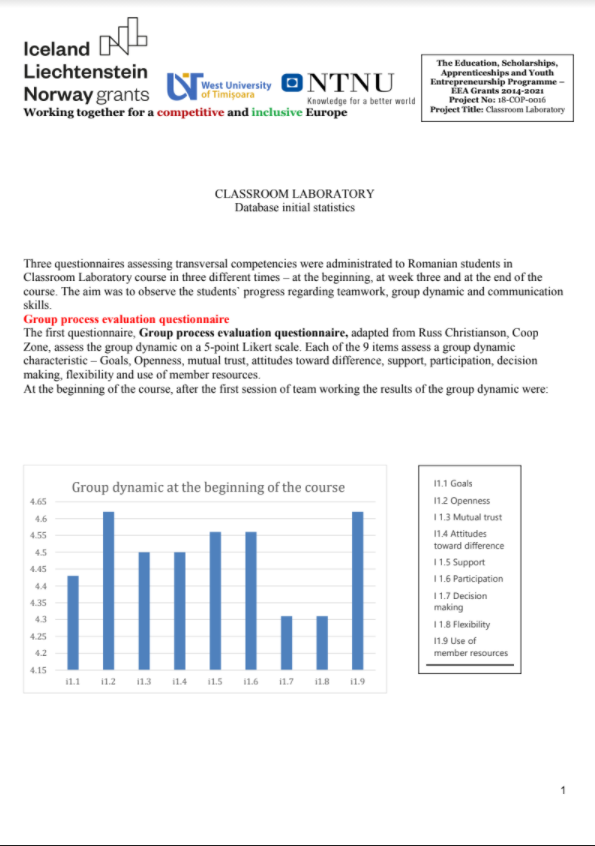 Iceland
Liechtenstein
Norway grants
Working together for a competitive and inclusive Europe
UT West University
of Timișoara
NTNU
Knowledge for a better world
The Education, Scholarships,
Apprenticeships and Youth
Entrepreneurship Programme –
EEA Grants 2014-2021
Project No: 18-COP-0016
Project Title: Classroom Laboratory
CLASSROOM LABORATORY
Database initial statistics
Three questionnaires assessing transversal competencies were administrated to Romanian students in
Classroom Laboratory course in three different times – at the beginning, at week three and at the end of the
course. The aim was to observe the students` progress regarding teamwork, group dynamic and communication
skills.
Group process evaluation questionnaire
The first questionnaire, Group process evaluation questionnaire, adapted from Russ Christianson, Coop
Zone, assess the group dynamic on a 5-point Likert scale. Each of the 9 items assess a group dynamic
characteristic – Goals, Openness, mutual trust, attitudes toward difference, support, participation, decision
making, flexibility and use of member resources.
At the beginning of the course, after the first session of team working the results of the group dynamic were:
Group dynamic at the beginning of the course
4.65
4.6
4.55
4.5
4.45
4.4
4.35
4.3
4.25
4.2
4.15
i1.1 i1.2 i1.3 i1.4 i1.5 i1.6 i1.7 i1.8 i1.9
I1.1 Goals
I1.2 Openness
I 1.3 Mutual trust
I1.4 Attitudes
toward difference
I 1.5 Support
I 1.6 Participation
I 1.7 Decision
making
I 1.8 Flexibility
I1.9 Use of
member resources
1